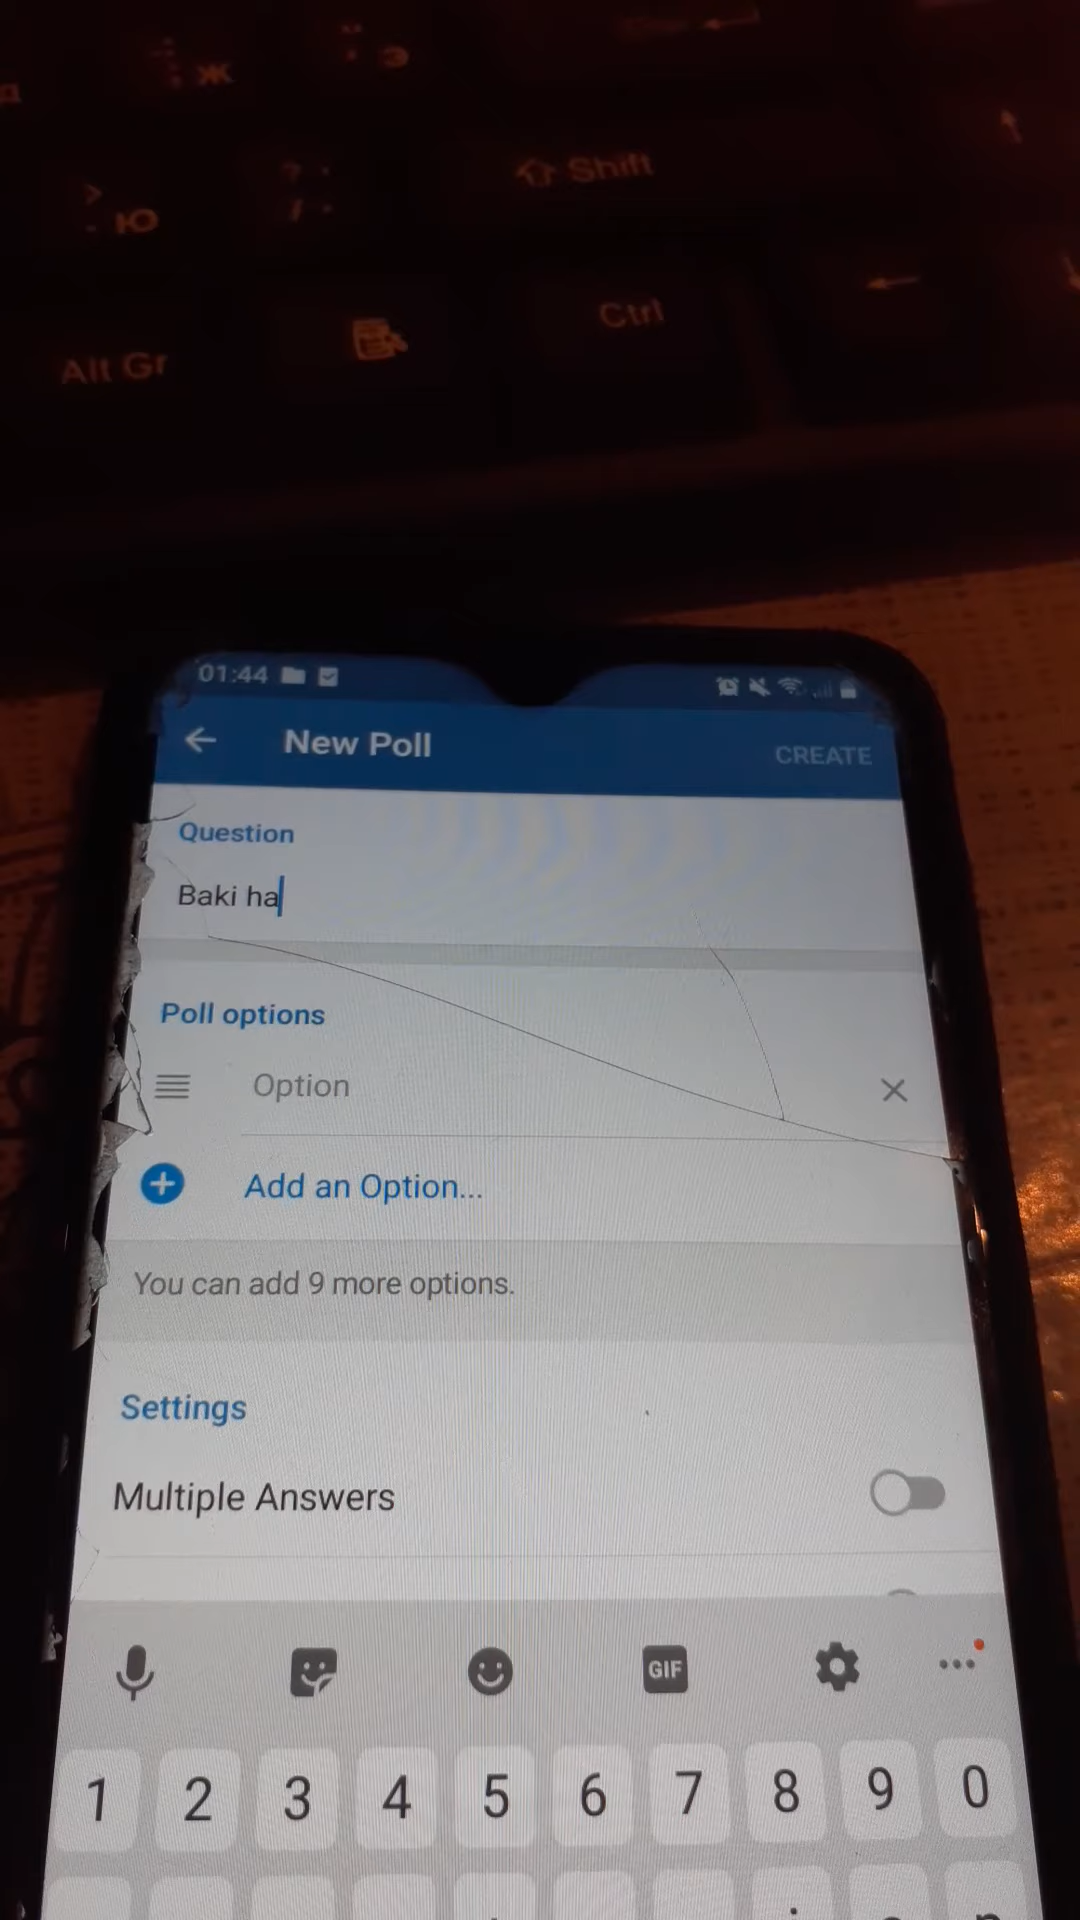 Ж
Э
Ю
Shift
Ctrl
Alt Gr
01:44
New Poll
CREATE
Question
Baki ha
Poll options
Option
Add an Option...
You can add 9 more options.
Settings
Multiple Answers
GIF
1 2 3 4 5 6 7 8 9 0